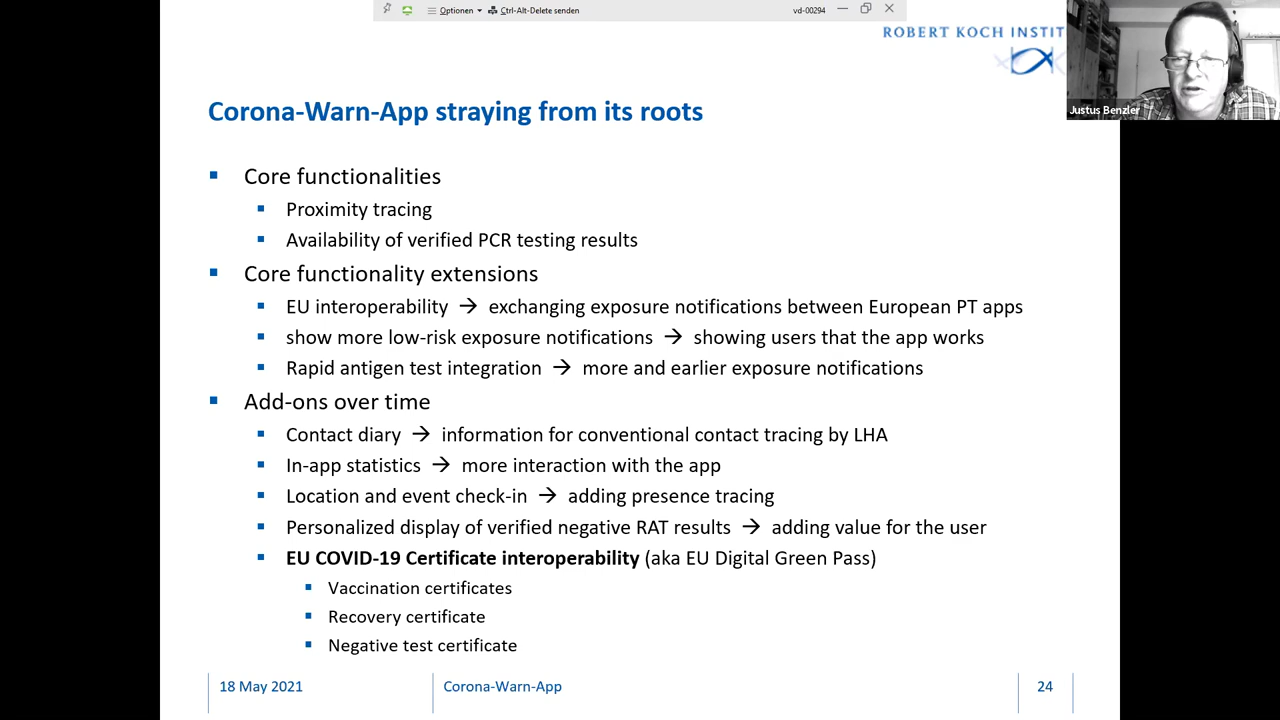 Optionen
Ctrl-Alt-Delete senden
vd-00294
ROBERT KOCH INSTIT
Justus Benzler
Corona-Warn-App straying from its roots
Core functionalities
Proximity tracing
Availability of verified PCR testing results
Core functionality extensions
EU interoperability → exchanging exposure notifications between European PT apps
show more low-risk exposure notifications → showing users that the app works
Rapid antigen test integration → more and earlier exposure notifications
Add-ons over time
Contact diary → information for conventional contact tracing by LHA
In-app statistics → more interaction with the app
Location and event check-in → adding presence tracing
Personalized display of verified negative RAT results → adding value for the user
EU COVID-19 Certificate interoperability (aka EU Digital Green Pass)
Vaccination certificates
Recovery certificate
Negative test certificate
18 May 2021
Corona-Warn-App
24